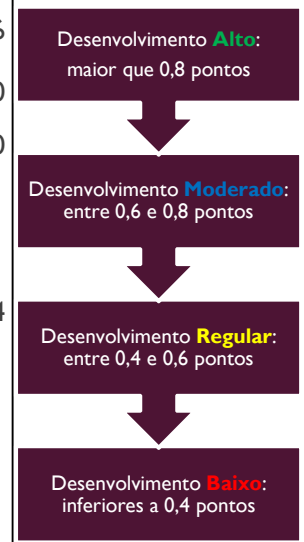 Desenvolvimento Alto:
maior que 0,8 pontos
Desenvolvimento Moderado:
entre 0,6 e 0,8 pontos
4
Desenvolvimento Regular:
entre 0,4 e 0,6 pontos
Desenvolvimento Baixo:
inferiores a 0,4 pontos